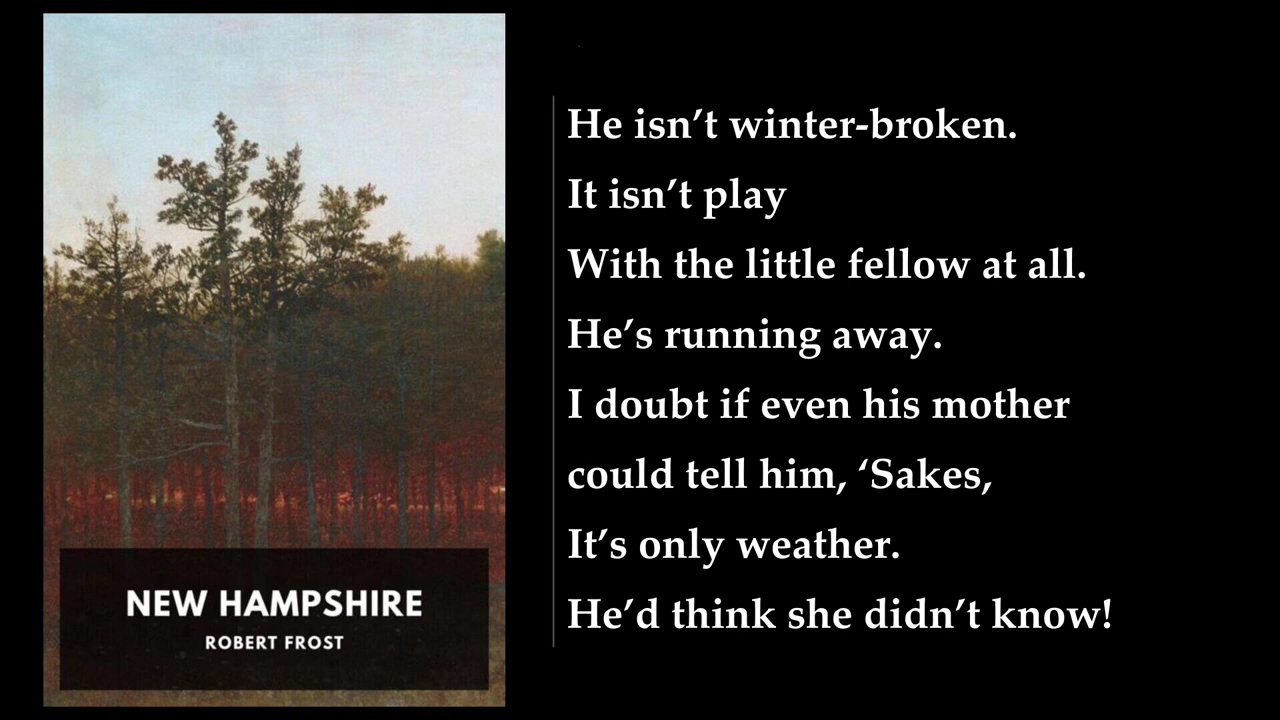 NEW HAMPSHIRE
ROBERT FROST
He isn’t winter-broken.
It isn’t play
With the little fellow at all.
He’s running away.
I doubt if even his mother
could tell him, ‘Sakes,
It’s only weather.
He’d think she didn’t know!